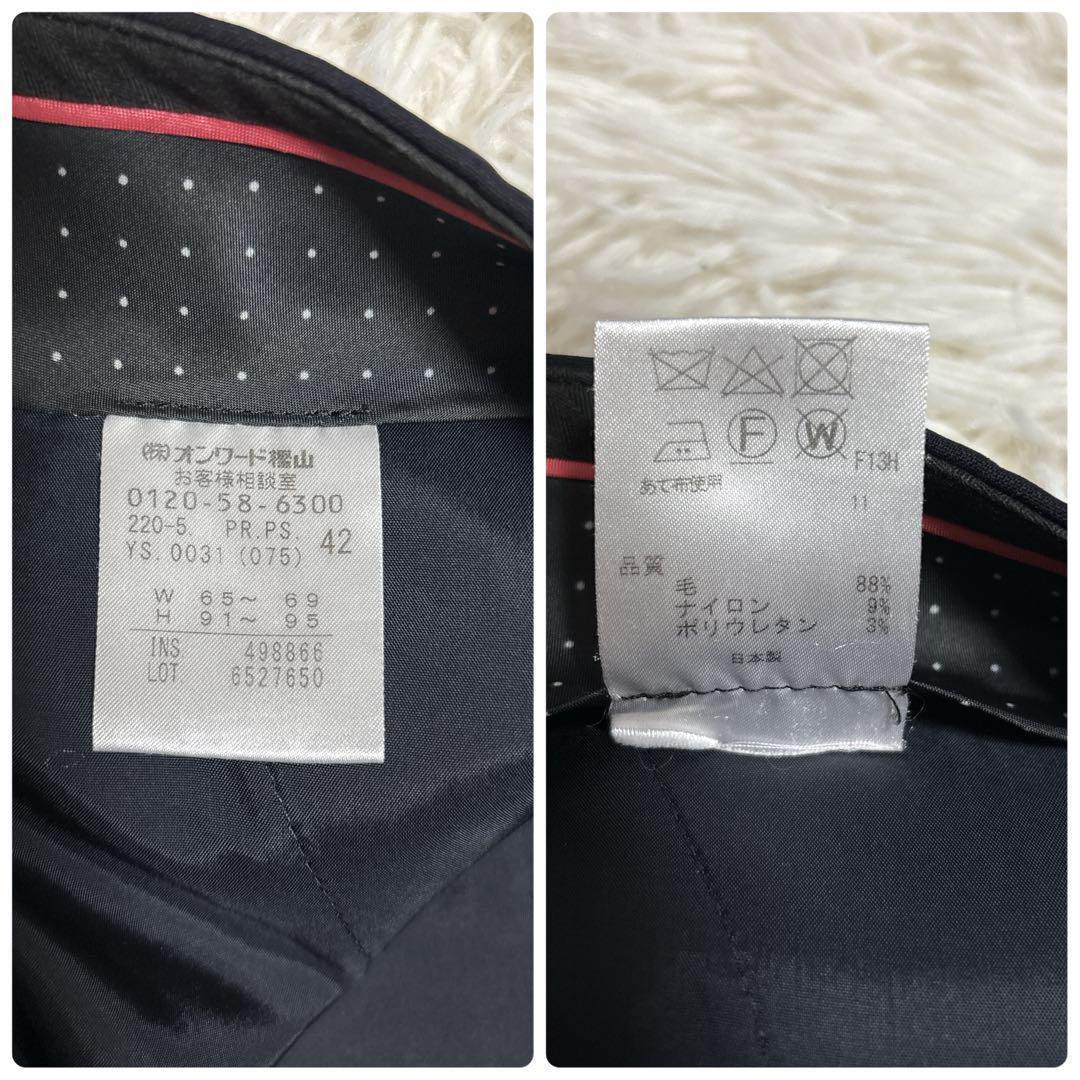 ㈱オンワード樫山
お客様相談室
0120-58-6300
220-5. PR.PS. 42
YS.0031(075)
W 65～ 69
H 91～ 95
INS. 498866
LOT 6527650
F
W
F13H
あて布使用
11
品質
毛 88%
ナイロン 9%
ポリウレタン 3%
日本製